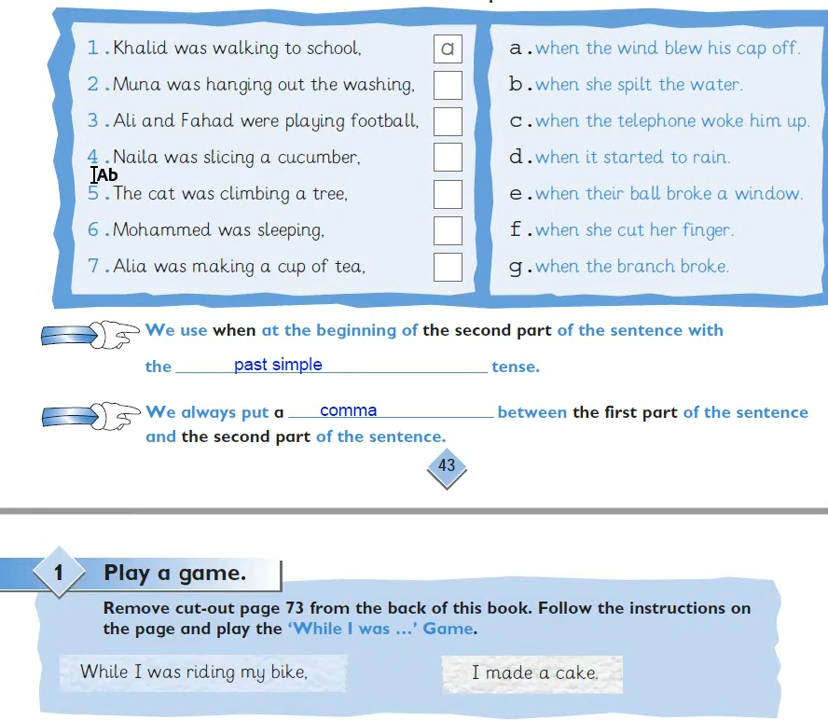 1. Khalid was walking to school, a a. when the wind blew his cap off.
2. Muna was hanging out the washing, b. when she spilt the water.
3. Ali and Fahad were playing football, c. when the telephone woke him up.
4. Naila was slicing a cucumber, d. when it started to rain.
Ab
5. The cat was climbing a tree, e. when their ball broke a window.
6. Mohammed was sleeping, f. when she cut her finger.
7. Alia was making a cup of tea, g. when the branch broke.
We use when at the beginning of the second part of the sentence with
the past simple tense.
We always put a comma between the first part of the sentence
and the second part of the sentence.
43
1 Play a game.
Remove cut-out page 73 from the back of this book. Follow the instructions on
the page and play the ‘While I was ...’ Game.
While I was riding my bike, I made a cake.